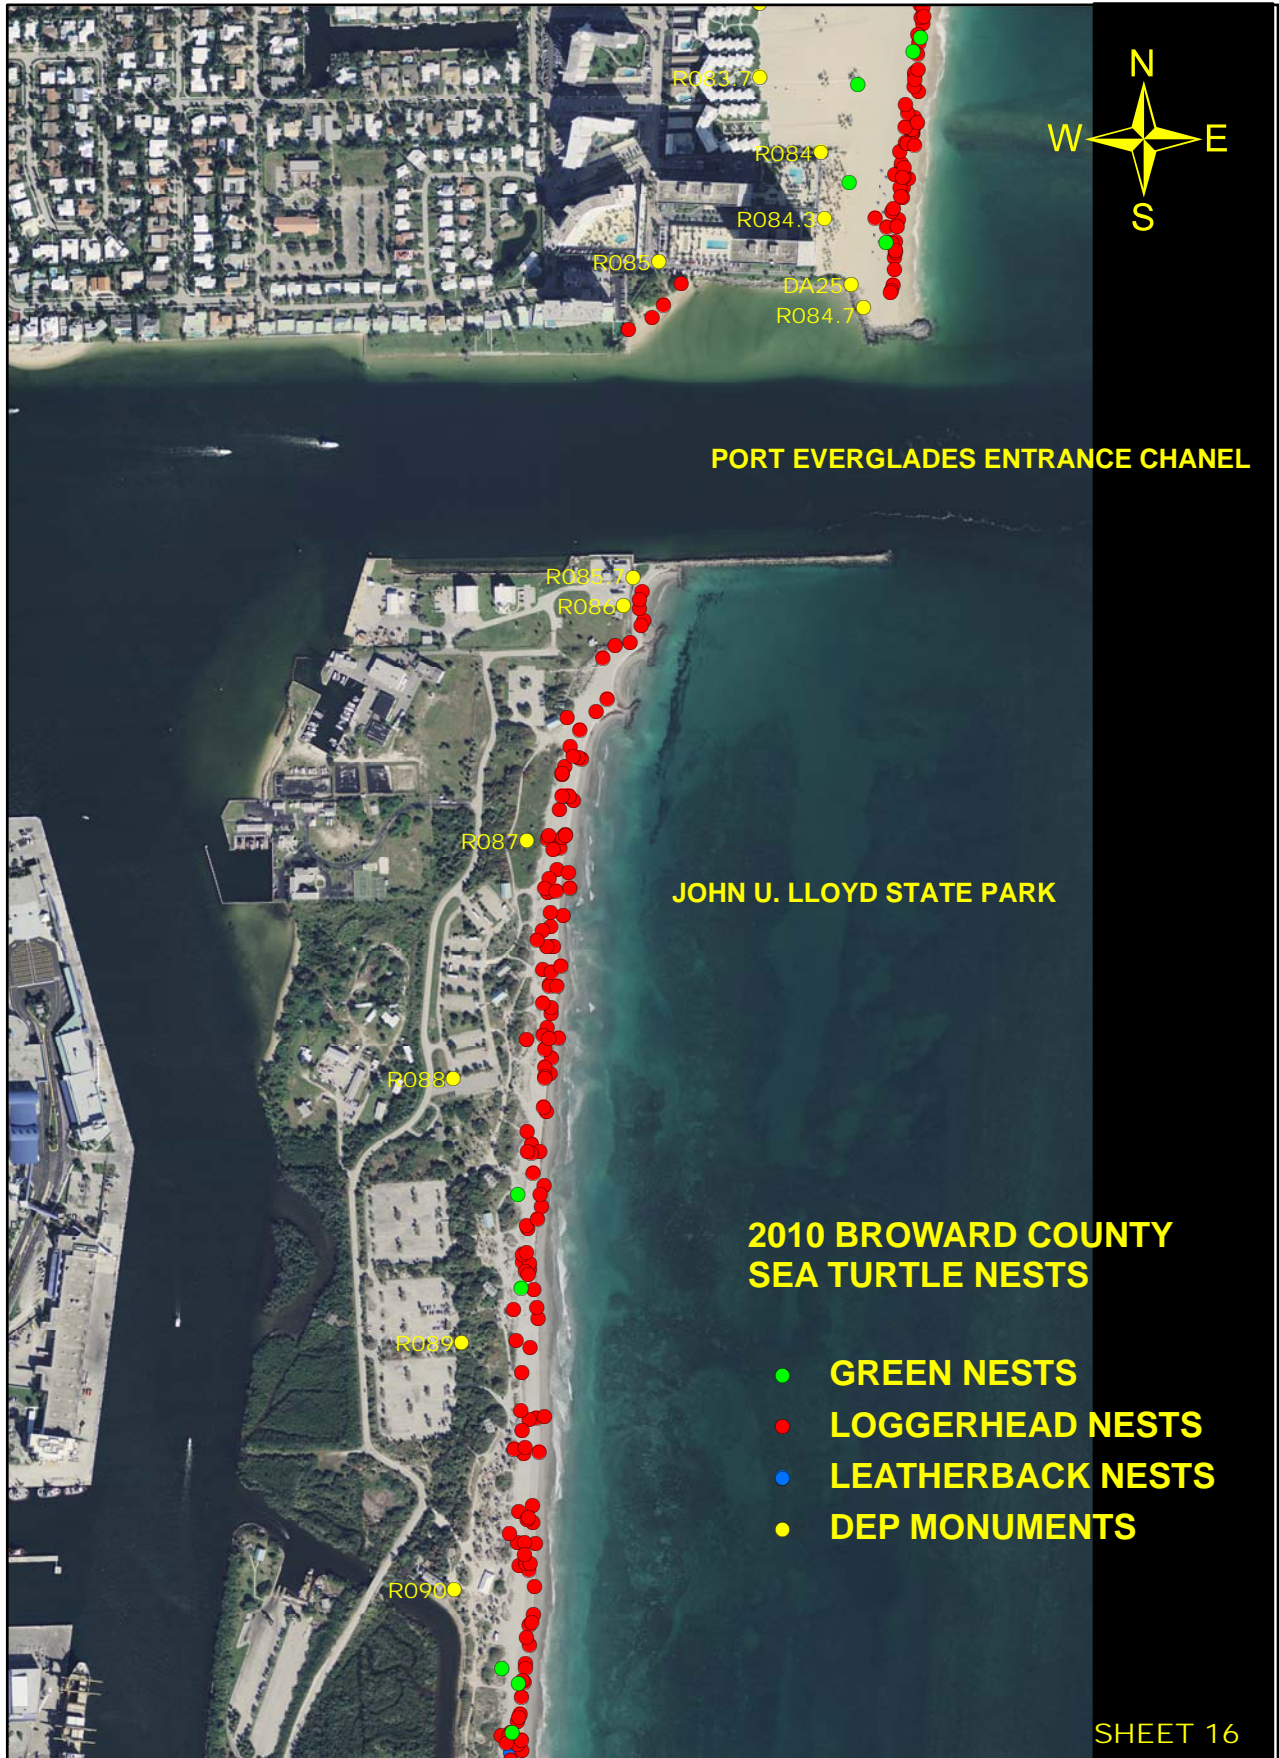 N
W E
S
R083.7
R084
R084.3
R085
DA25
R084.7
PORT EVERGLADES ENTRANCE CHANEL
R085.7
R086
R087
JOHN U. LLOYD STATE PARK
R088
2010 BROWARD COUNTY
SEA TURTLE NESTS
R089
GREEN NESTS
LOGGERHEAD NESTS
LEATHERBACK NESTS
DEP MONUMENTS
R090
SHEET 16